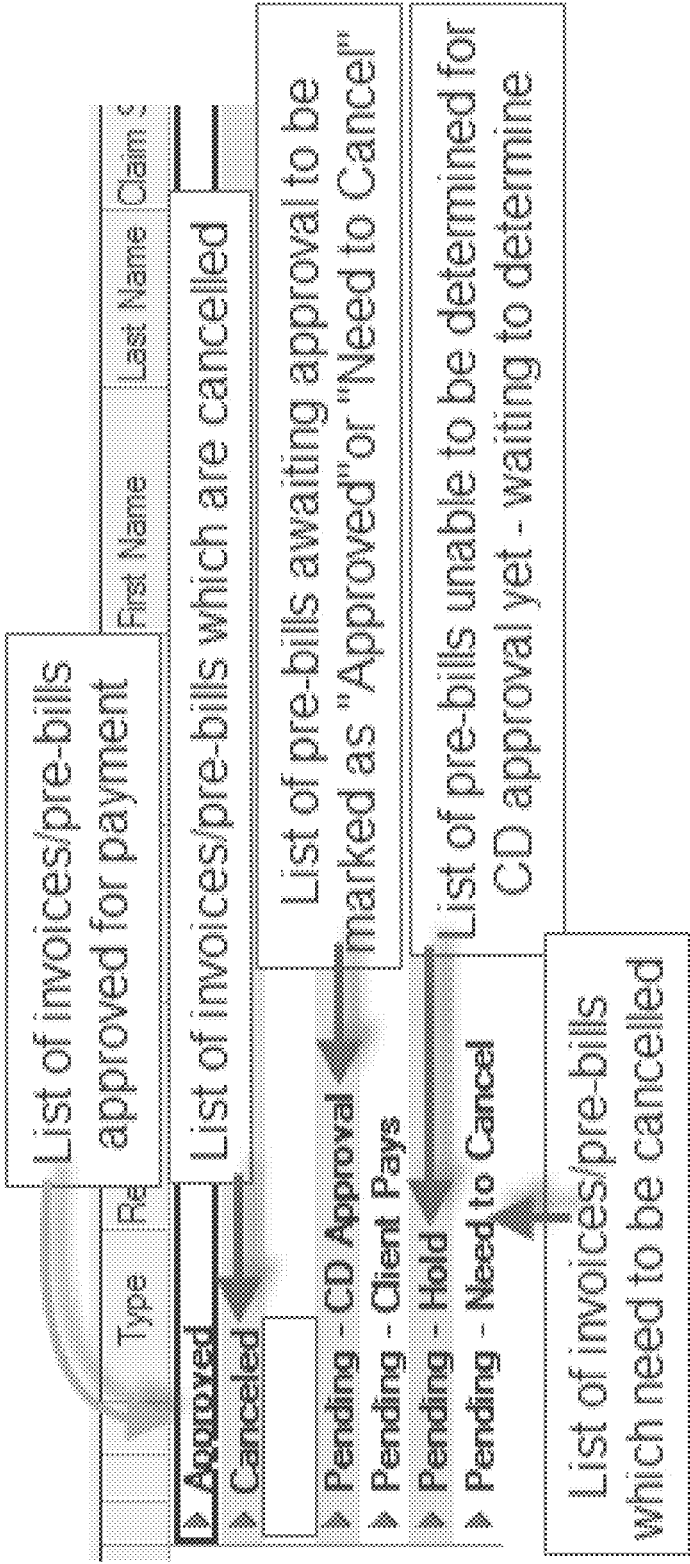 List of invoices/pre-bills
approved for payment
Type
Re
First Name
Last Name
Claim S
Approved
List of invoices/pre-bills which are cancelled
Canceled
List of pre-bills awaiting approval to be
marked as "Approved"or "Need to Cancel"
Pending - CD Approval
Pending - Client Pays
List of pre-bills unable to be determined for
CD approval yet - waiting to determine
Pending - Hold
Pending - Need to Cancel
List of invoices/pre-bills
which need to be cancelled